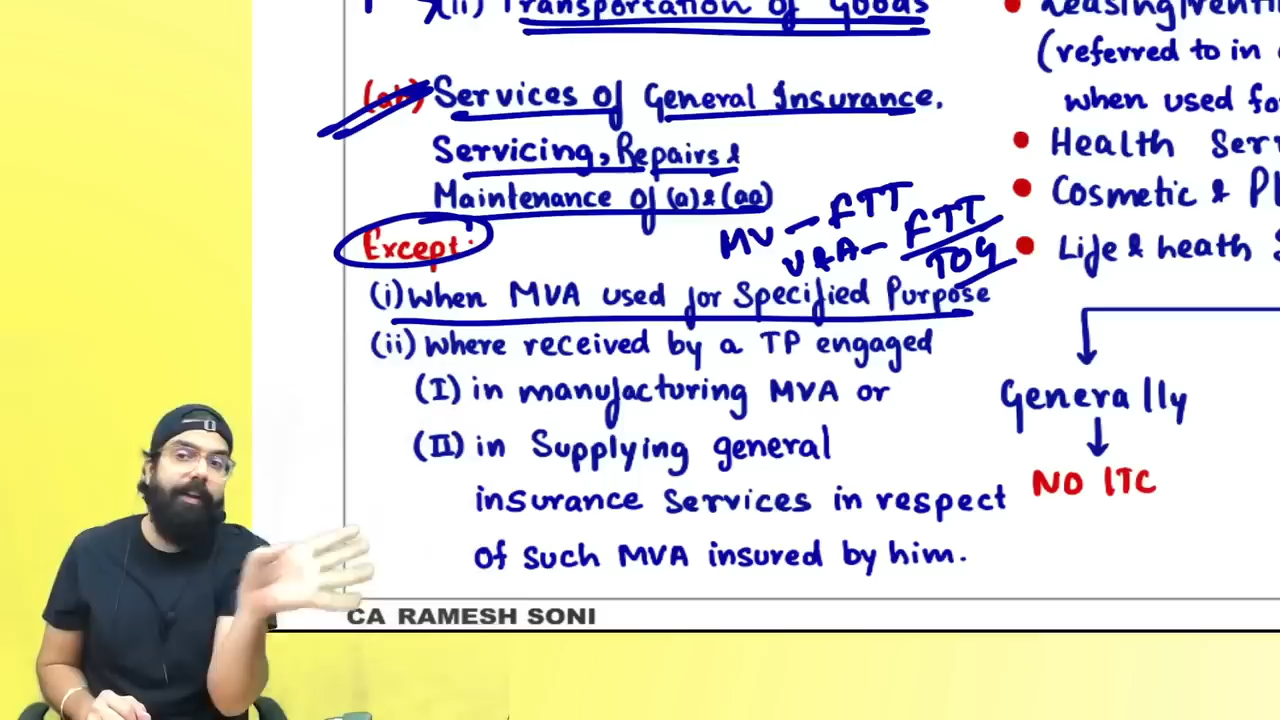 (ii) Transportation of Goods
(ab) Services of General Insurance.
Servicing, Repairs &
Maintenance of (a) & (aa)
Except:
MV – FTT
V & A – FTT
TOG
(i) when MVA used for Specified Purpose
(ii) where received by a TP engaged
(I) in manufacturing MVA or
(II) in Supplying general
insurance Services in respect
of such MVA insured by him.
CA RAMESH SONI
(referred to in
when used fo
• Health Ser
• Cosmetic & Pl
• Life & heath S
Generally
NO ITC